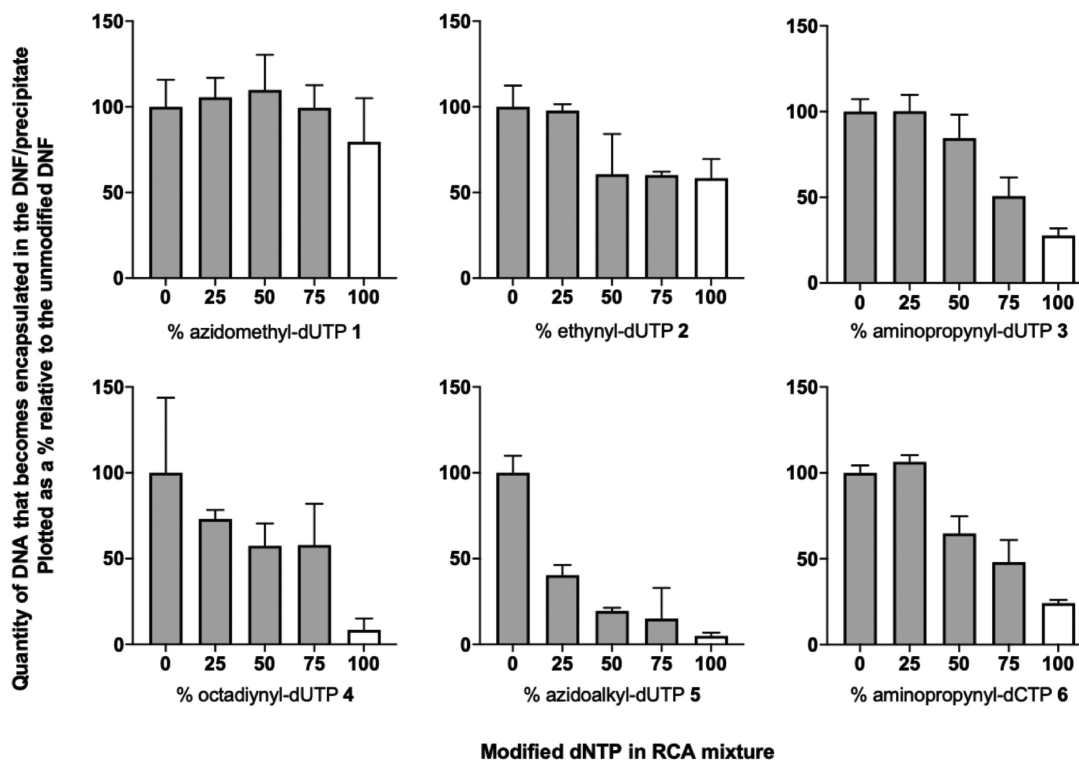 Quantity of DNA that becomes encapsulated in the DNF/precipitate
Plotted as a % relative to the unmodified DNF
150
100
50
0
0 25 50 75 100
% azidomethyl-dUTP 1
150
100
50
0
0 25 50 75 100
% ethynyl-dUTP 2
150
100
50
0
0 25 50 75 100
% aminopropynyl-dUTP 3
150
100
50
0
0 25 50 75 100
% octadiynyl-dUTP 4
150
100
50
0
0 25 50 75 100
% azidoalkyl-dUTP 5
150
100
50
0
0 25 50 75 100
% aminopropynyl-dCTP 6
Modified dNTP in RCA mixture